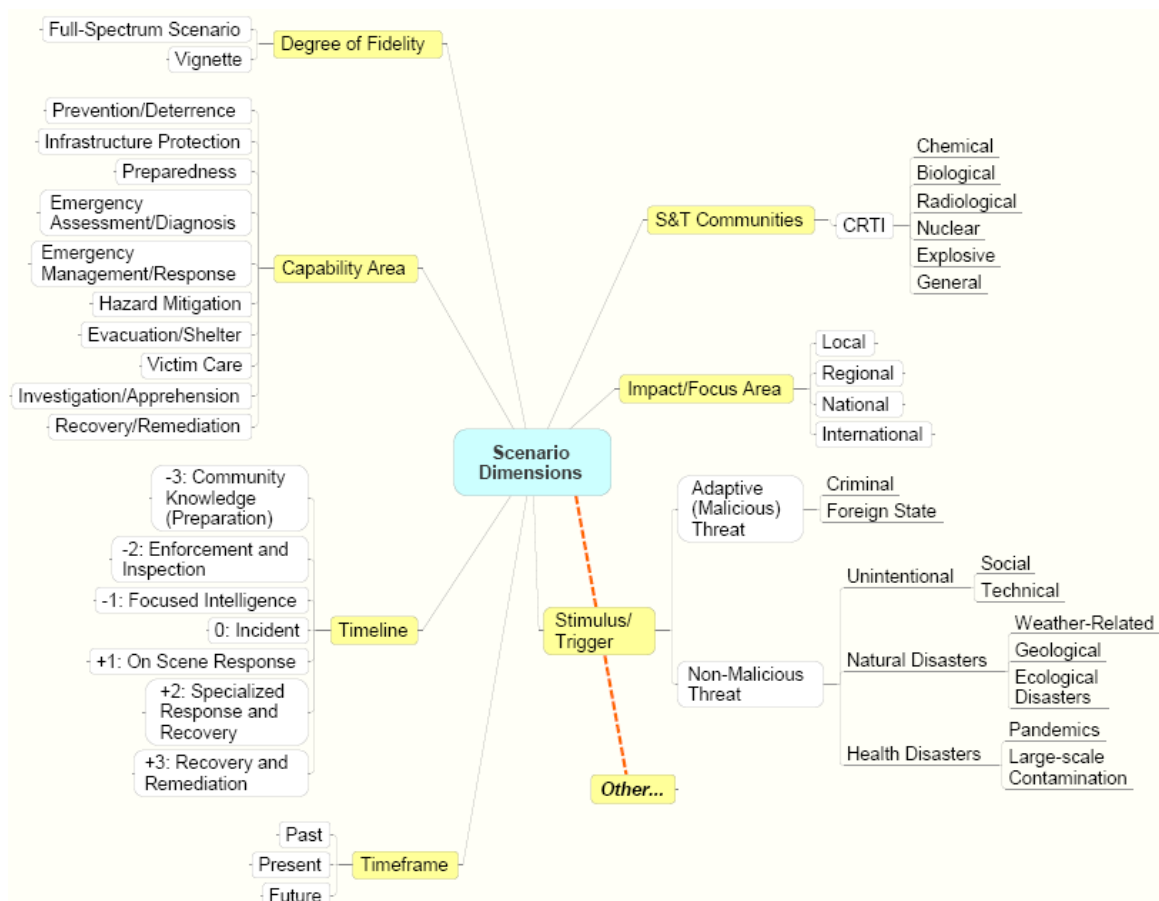 Full-Spectrum Scenario
Vignette
Degree of Fidelity
Prevention/Deterrence
Infrastructure Protection
Preparedness
Emergency
Assessment/Diagnosis
Emergency
Management/Response
Hazard Mitigation
Evacuation/Shelter
Victim Care
Investigation/Apprehension
Recovery/Remediation
Capability Area
-3: Community
Knowledge
(Preparation)
-2: Enforcement and
Inspection
-1: Focused Intelligence
0: Incident
+1: On Scene Response
+2: Specialized
Response and
Recovery
+3: Recovery and
Remediation
Timeline
Past
Present
Future
Timeframe
Scenario
Dimensions
S&T Communities
CRTI
Chemical
Biological
Radiological
Nuclear
Explosive
General
Impact/Focus Area
Local
Regional
National
International
Stimulus/
Trigger
Adaptive
(Malicious)
Threat
Criminal
Foreign State
Non-Malicious
Threat
Unintentional
Social
Technical
Natural Disasters
Weather-Related
Geological
Ecological
Disasters
Health Disasters
Pandemics
Large-scale
Contamination
Other...